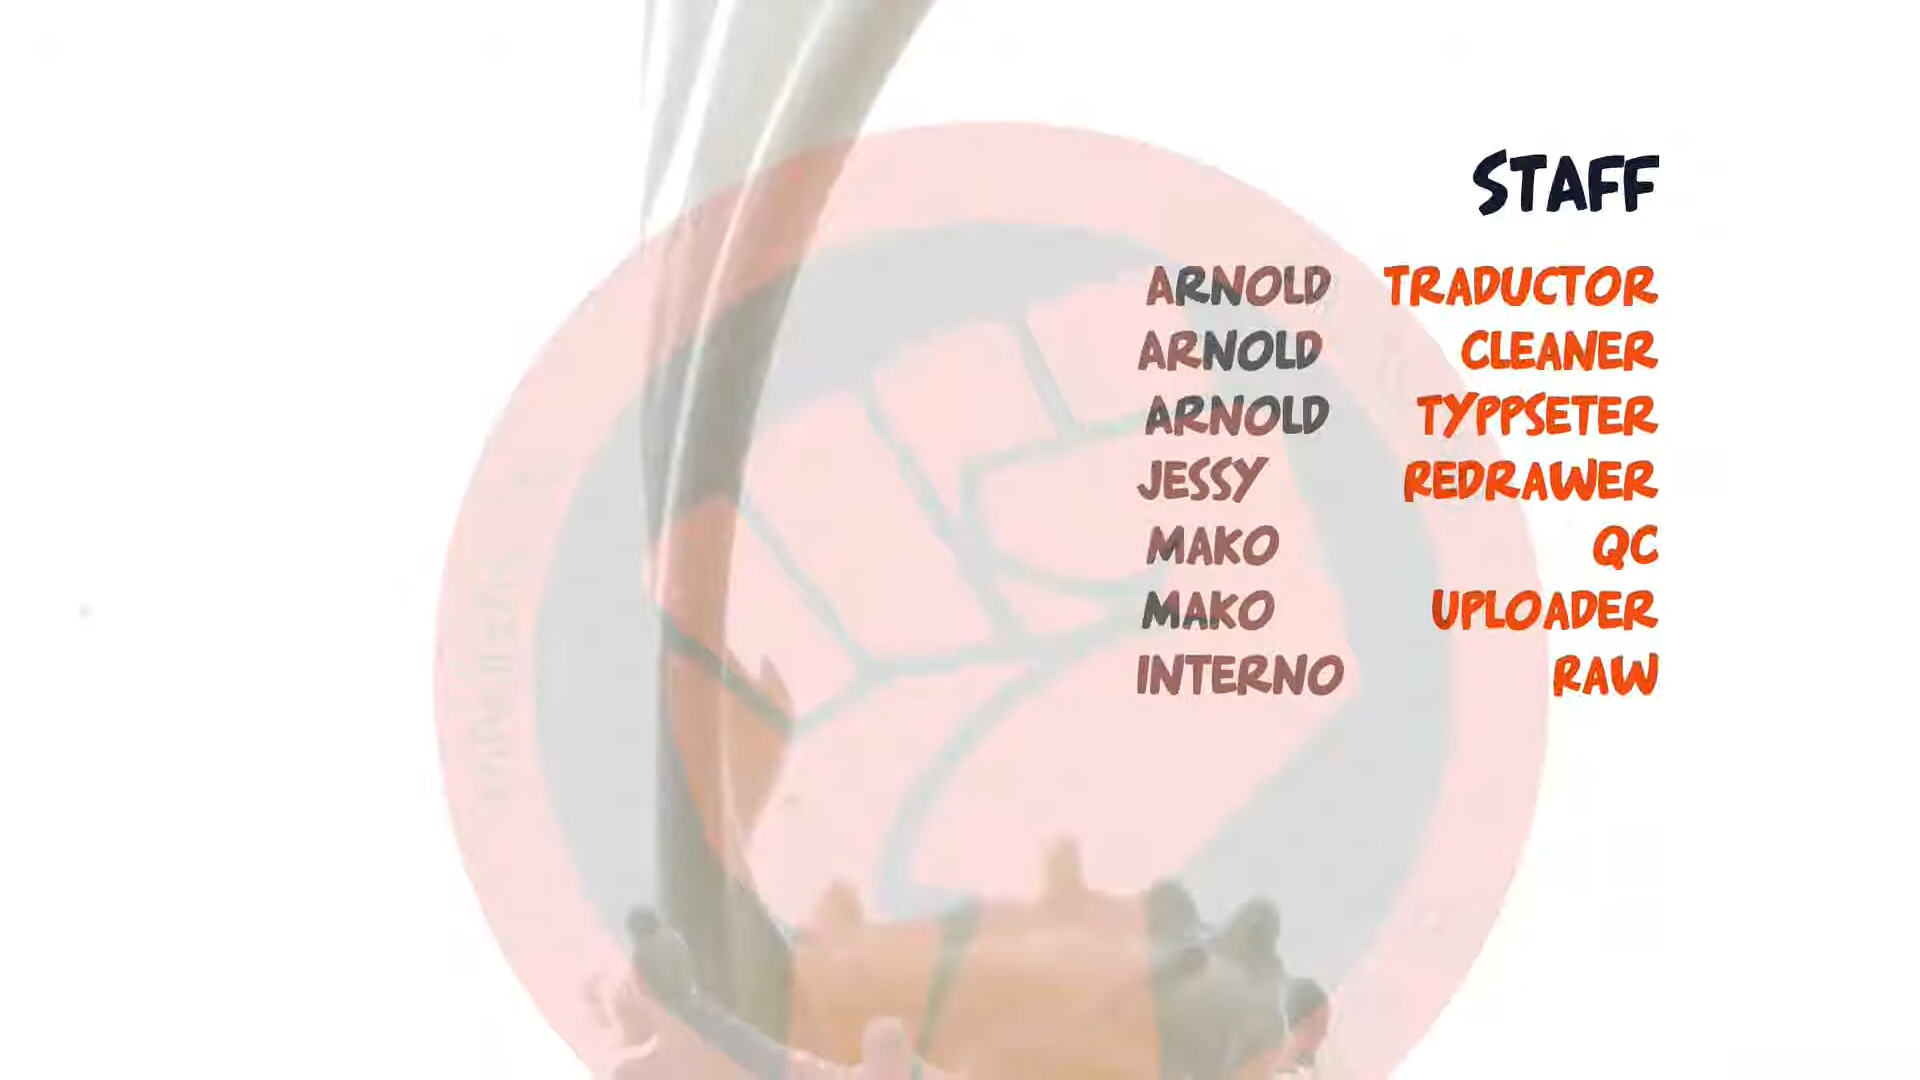 STAFF
ARNOLD TRADUCTOR
ARNOLD CLEANER
ARNOLD TYPPSETER
JESSY REDRAWER
MAKO QC
MAKO UPLOADER
INTERNO RAW